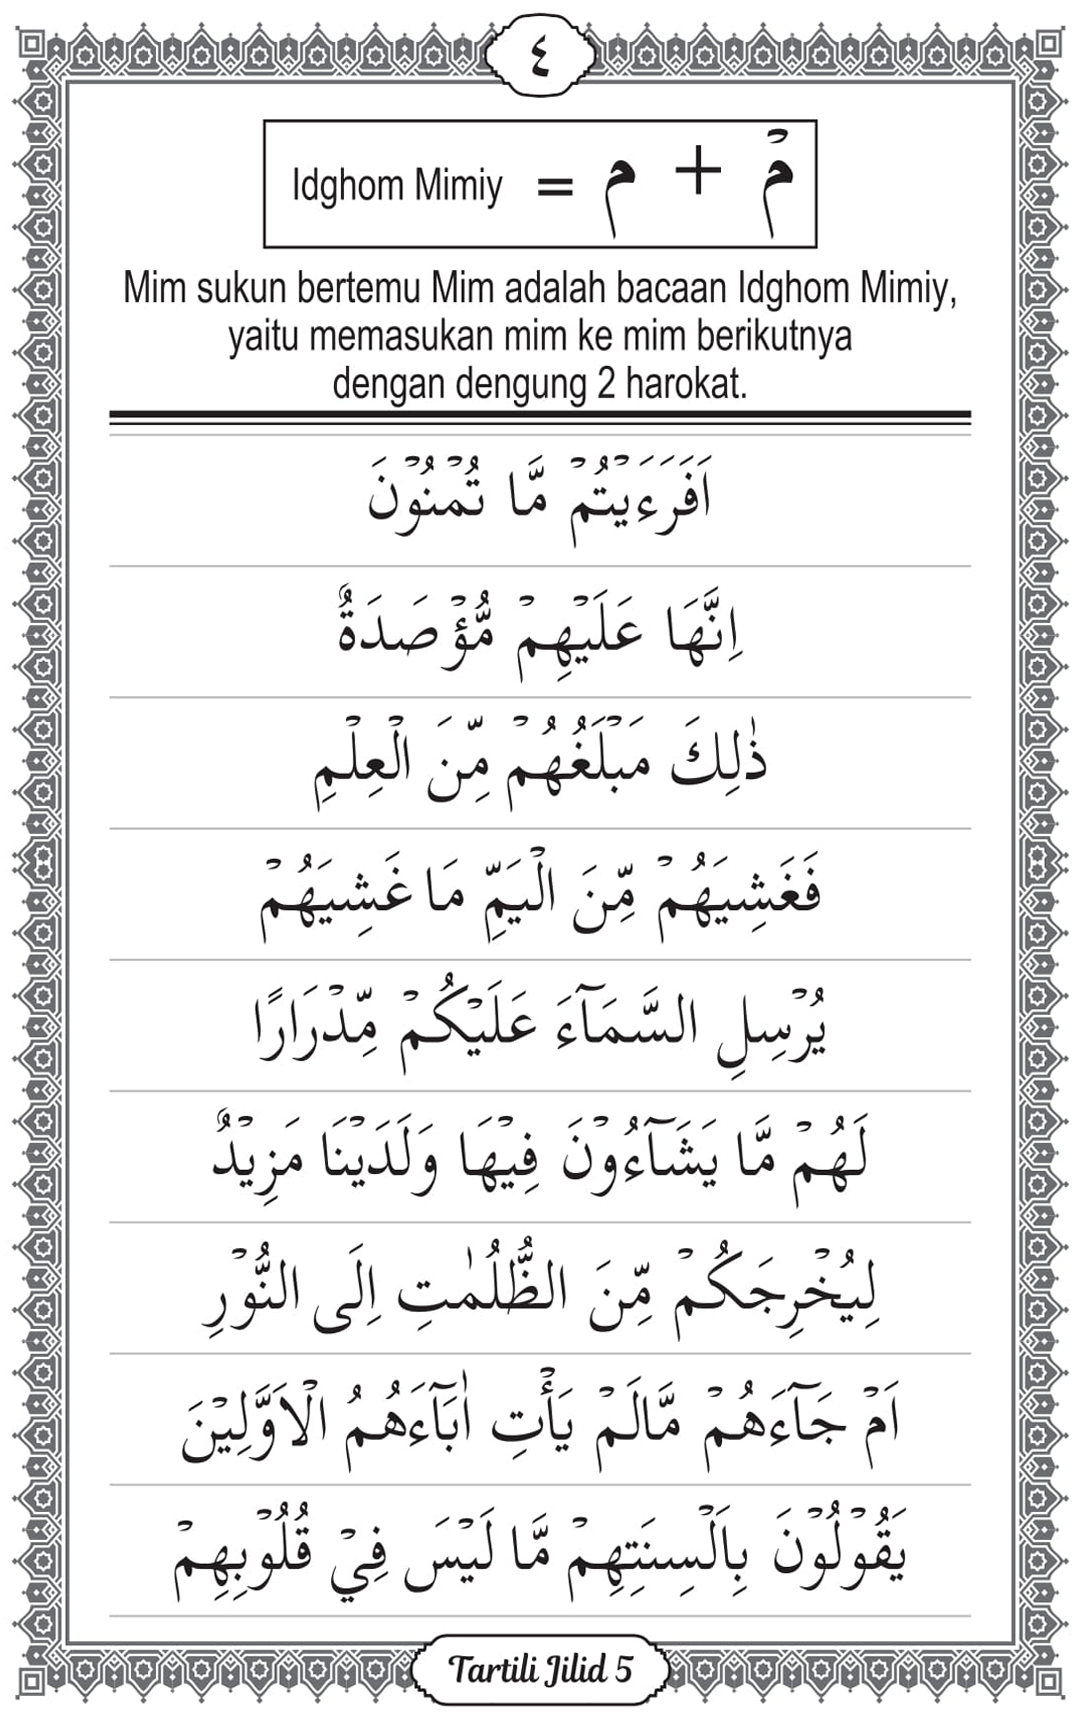 ٤
Idghom Mimiy = مْ + م
Mim sukun bertemu Mim adalah bacaan Idghom Mimiy,
yaitu memasukan mim ke mim berikutnya
dengan dengung 2 harokat.
اَفَرَءَيْتُمْ مَّا تُمْنُوْنَ
اِنَّهَا عَلَيْهِمْ مُّؤْصَدَةٌ
ذٰلِكَ مَبْلَغُهُمْ مِّنَ الْعِلْمِ
فَغَشِيَهُمْ مِّنَ الْيَمِّ مَا غَشِيَهُمْ
يُرْسِلِ السَّمَآءَ عَلَيْكُمْ مِّدْرَارًا
لَهُمْ مَّا يَشَآءُوْنَ فِيْهَا وَلَدَيْنَا مَزِيْدٌ
لِيُخْرِجَكُمْ مِّنَ الظُّلُمٰتِ اِلَى النُّوْرِ
اَمْ جَآءَهُمْ مَّالَمْ يَأْتِ اٰبَآءَهُمُ الْاَوَّلِيْنَ
يَقُوْلُوْنَ بِاَلْسِنَتِهِمْ مَّا لَيْسَ فِيْ قُلُوْبِهِمْ
Tartili Jilid 5